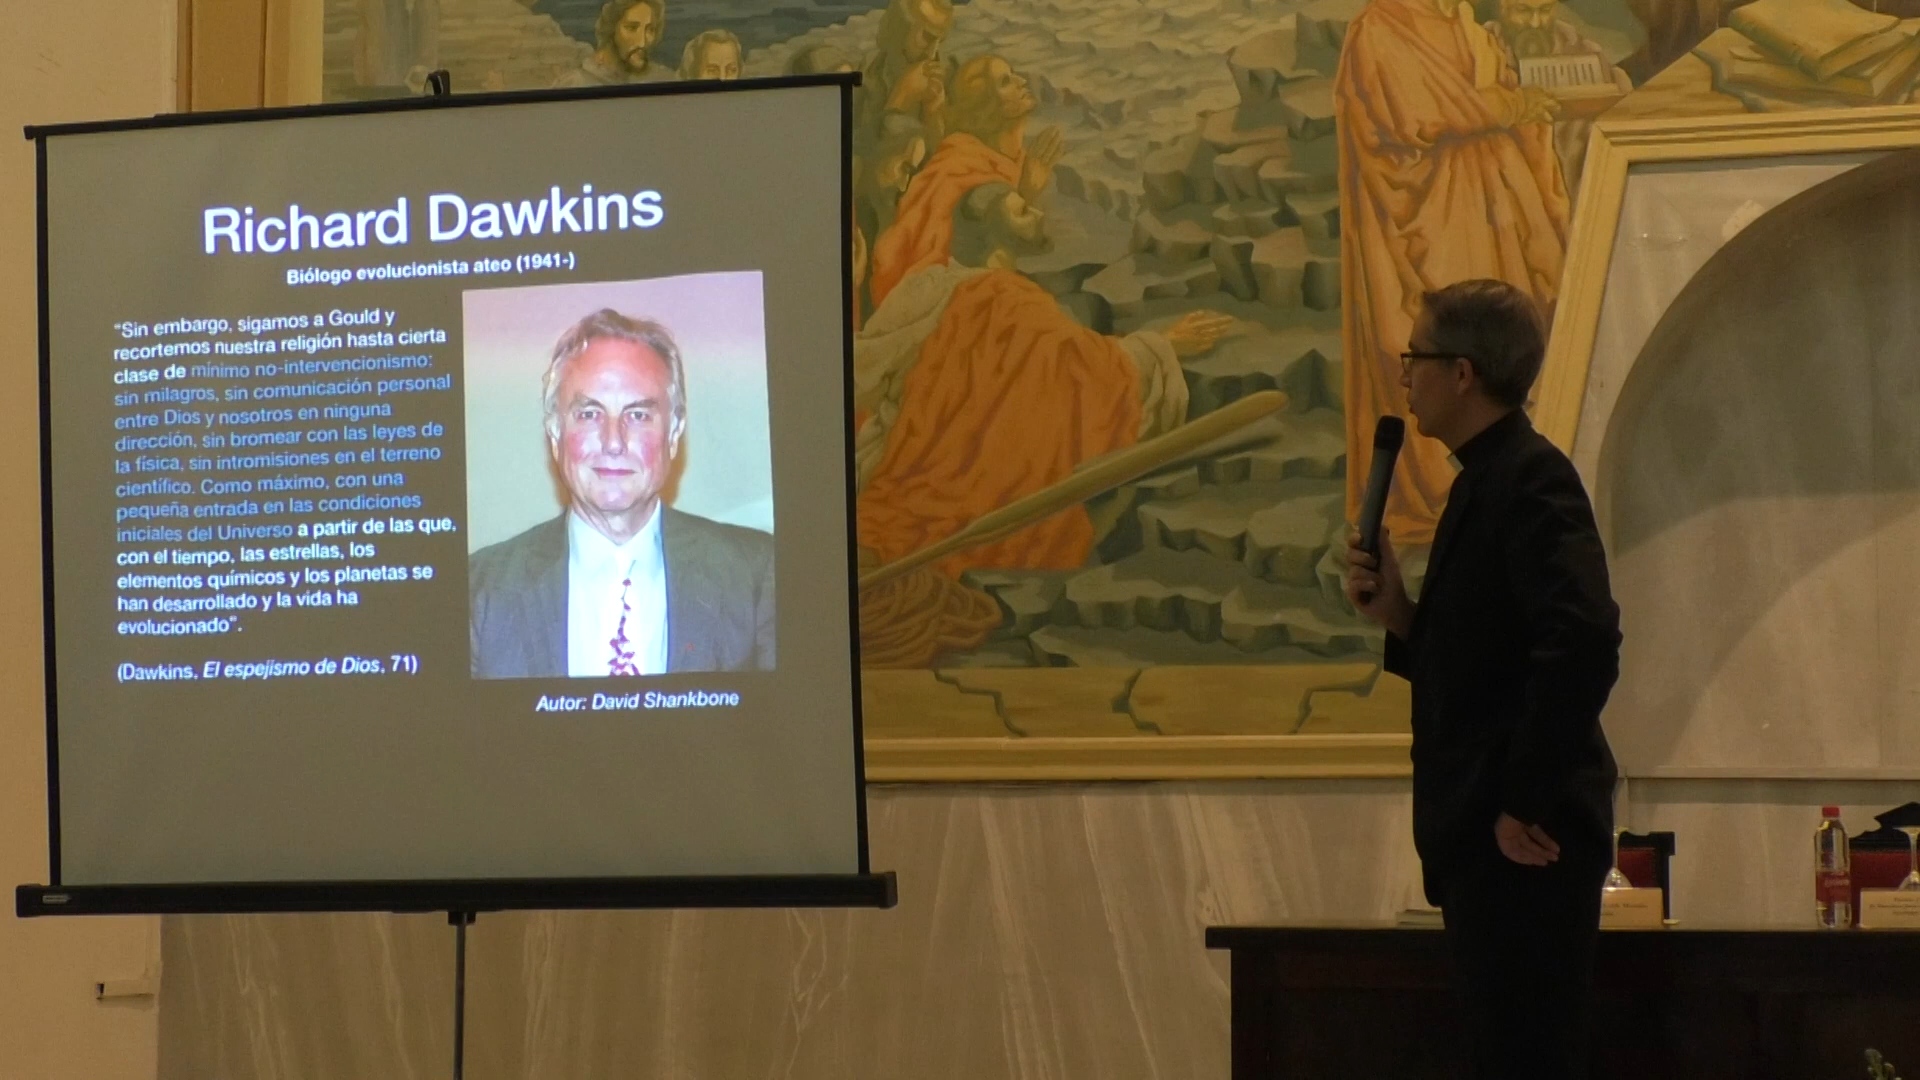 Richard Dawkins
Biólogo evolucionista ateo (1941-)
“Sin embargo, sigamos a Gould y
recortemos nuestra religión hasta cierta
clase de mínimo no-intervencionismo:
sin milagros, sin comunicación personal
entre Dios y nosotros en ninguna
dirección, sin bromear con las leyes de
la física, sin intromisiones en el terreno
científico. Como máximo, con una
pequeña entrada en las condiciones
iniciales del Universo a partir de las que,
con el tiempo, las estrellas, los
elementos químicos y los planetas se
han desarrollado y la vida ha
evolucionado”.
(Dawkins, El espejismo de Dios, 71)
Autor: David Shankbone